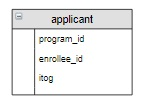 applicant
program_id
enrollee_id
itog